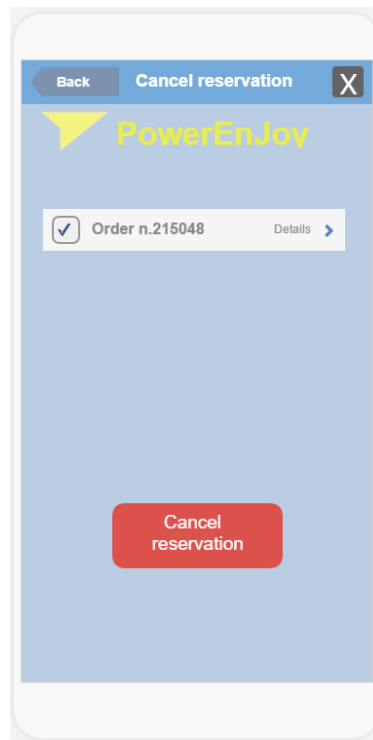 Back Cancel reservation X
PowerEnJoy
Order n.215048 Details
Cancel
reservation